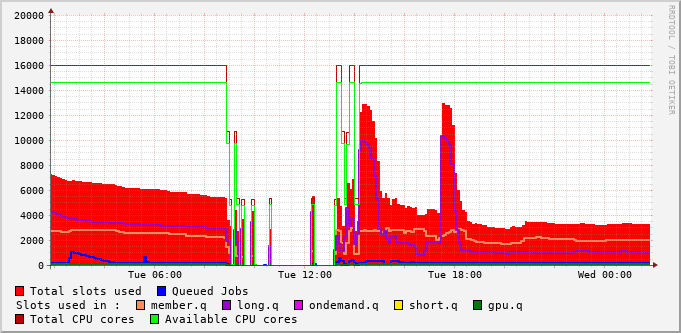 20000
18000
16000
14000
12000
10000
8000
6000
4000
2000
0
Tue 06:00 Tue 12:00 Tue 18:00 Wed 00:00
RRDTOOL / TOBI OETIKER
Total slots used Queued Jobs
Slots used in : member.q long.q ondemand.q short.q gpu.q
Total CPU cores Available CPU cores